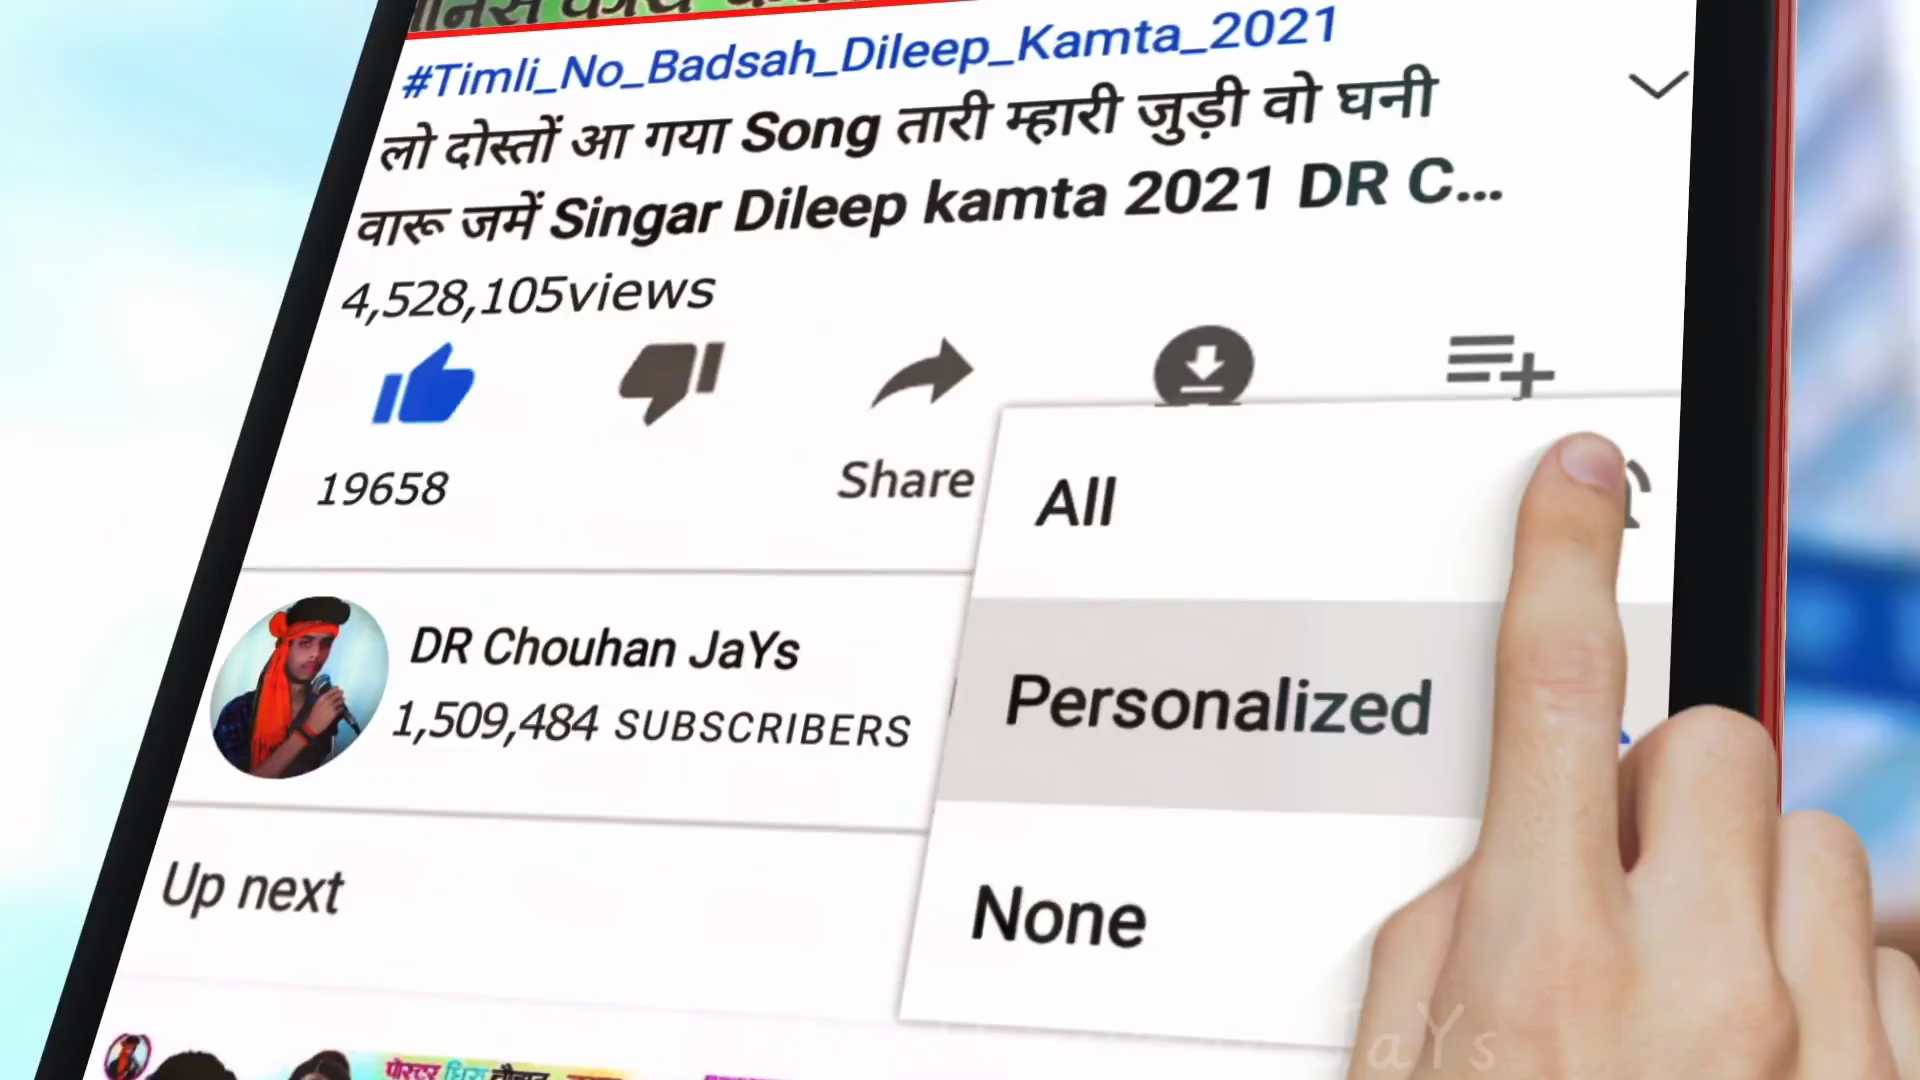 #Timli_No_Badsah_Dileep_Kamta_2021
लो दोस्तों आ गया Song तारी म्हारी जुड़ी वो घनी
वारू जमें Singar Dileep kamta 2021 DR C...
4,528,105views
19658
Share
All
Personalized
None
DR Chouhan JaYs
1,509,484 SUBSCRIBERS
Up next
JaYs